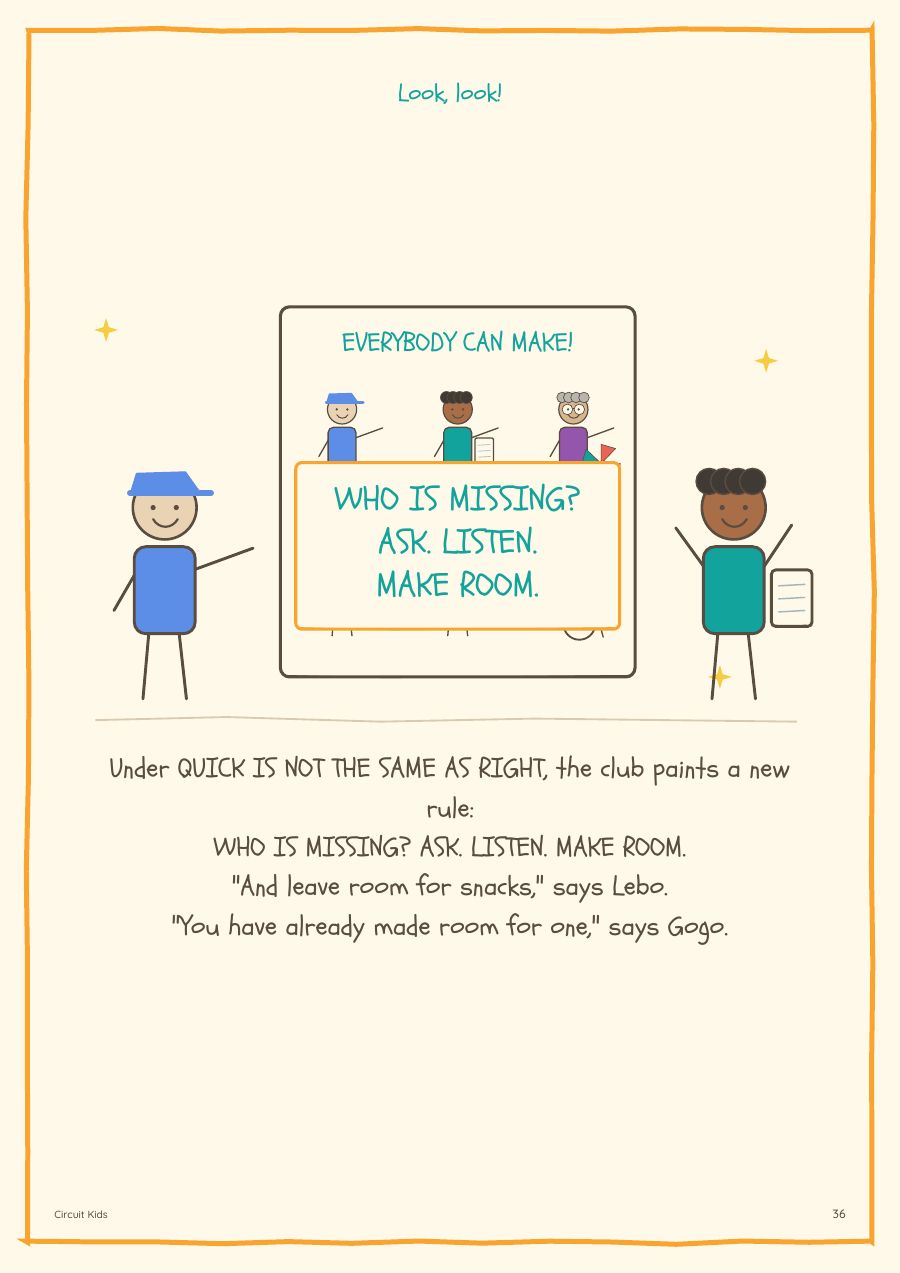 Look, look!
EVERYBODY CAN MAKE!
WHO IS MISSING?
ASK. LISTEN.
MAKE ROOM.
Under QUICK IS NOT THE SAME AS RIGHT, the club paints a new
rule:
WHO IS MISSING? ASK. LISTEN. MAKE ROOM.
"And leave room for snacks," says Lebo.
"You have already made room for one," says Gogo.
Circuit Kids
36